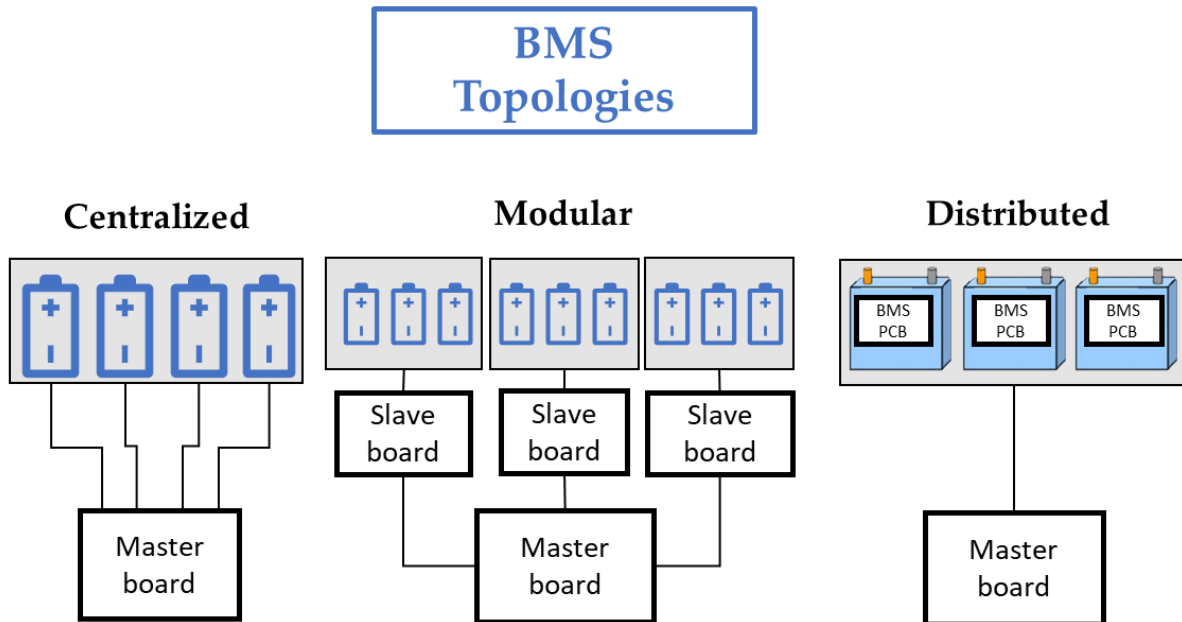 BMS
Topologies
Centralized
Modular
Distributed
BMS
PCB
BMS
PCB
BMS
PCB
Slave
board
Slave
board
Slave
board
Master
board
Master
board
Master
board